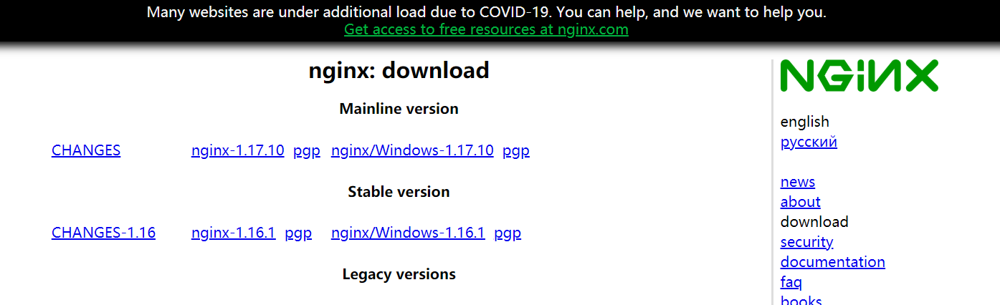 Many websites are under additional load due to COVID-19. You can help, and we want to help you.
Get access to free resources at nginx.com
nginx: download
Mainline version
CHANGES nginx-1.17.10 pgp nginx/Windows-1.17.10 pgp
Stable version
CHANGES-1.16 nginx-1.16.1 pgp nginx/Windows-1.16.1 pgp
Legacy versions
NGINX
english
русский
news
about
download
security
documentation
faq
books